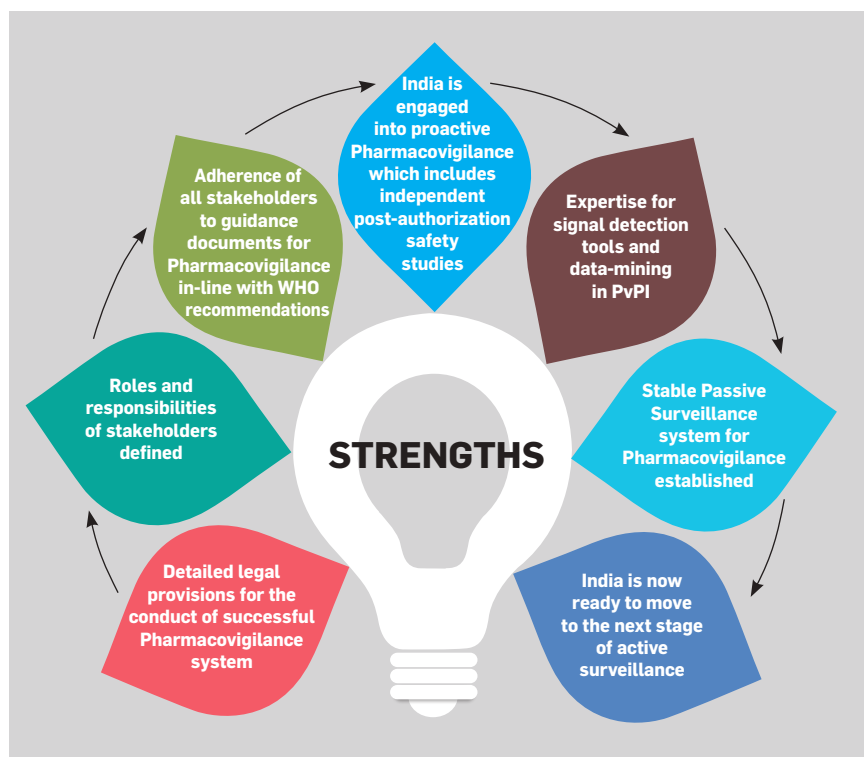 India is
engaged
into proactive
Pharmacovigilance
which includes
independent
post-authorization
safety
studies
Adherence of
all stakeholders
to guidance
documents for
Pharmacovigilance
in-line with WHO
recommendations
Expertise for
signal detection
tools and
data-mining
in PvPI
Roles and
responsibilities
of stakeholders
defined
STRENGTHS
Stable Passive
Surveillance
system for
Pharmacovigilance
established
Detailed legal
provisions for the
conduct of successful
Pharmacovigilance
system
India is now
ready to move
to the next stage
of active
surveillance